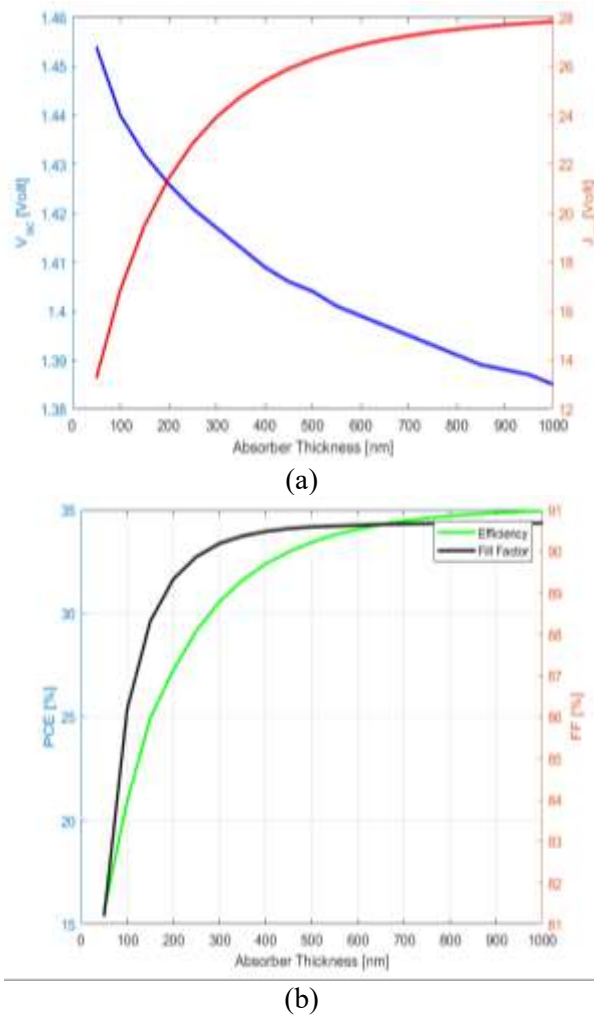 1.46
1.45
1.44
1.43
1.42
1.41
1.4
1.39
1.38
V_oc [Volt]
28
26
24
22
20
18
16
14
12
J [Volt]
0 100 200 300 400 500 600 700 800 900 1000
Absorber Thickness [nm]
(a)
35
30
25
20
15
PCE [%]
Efficiency
Fill Factor
91
90
89
88
87
86
85
84
83
82
81
FF [%]
0 100 200 300 400 500 600 700 800 900 1000
Absorber Thickness [nm]
(b)